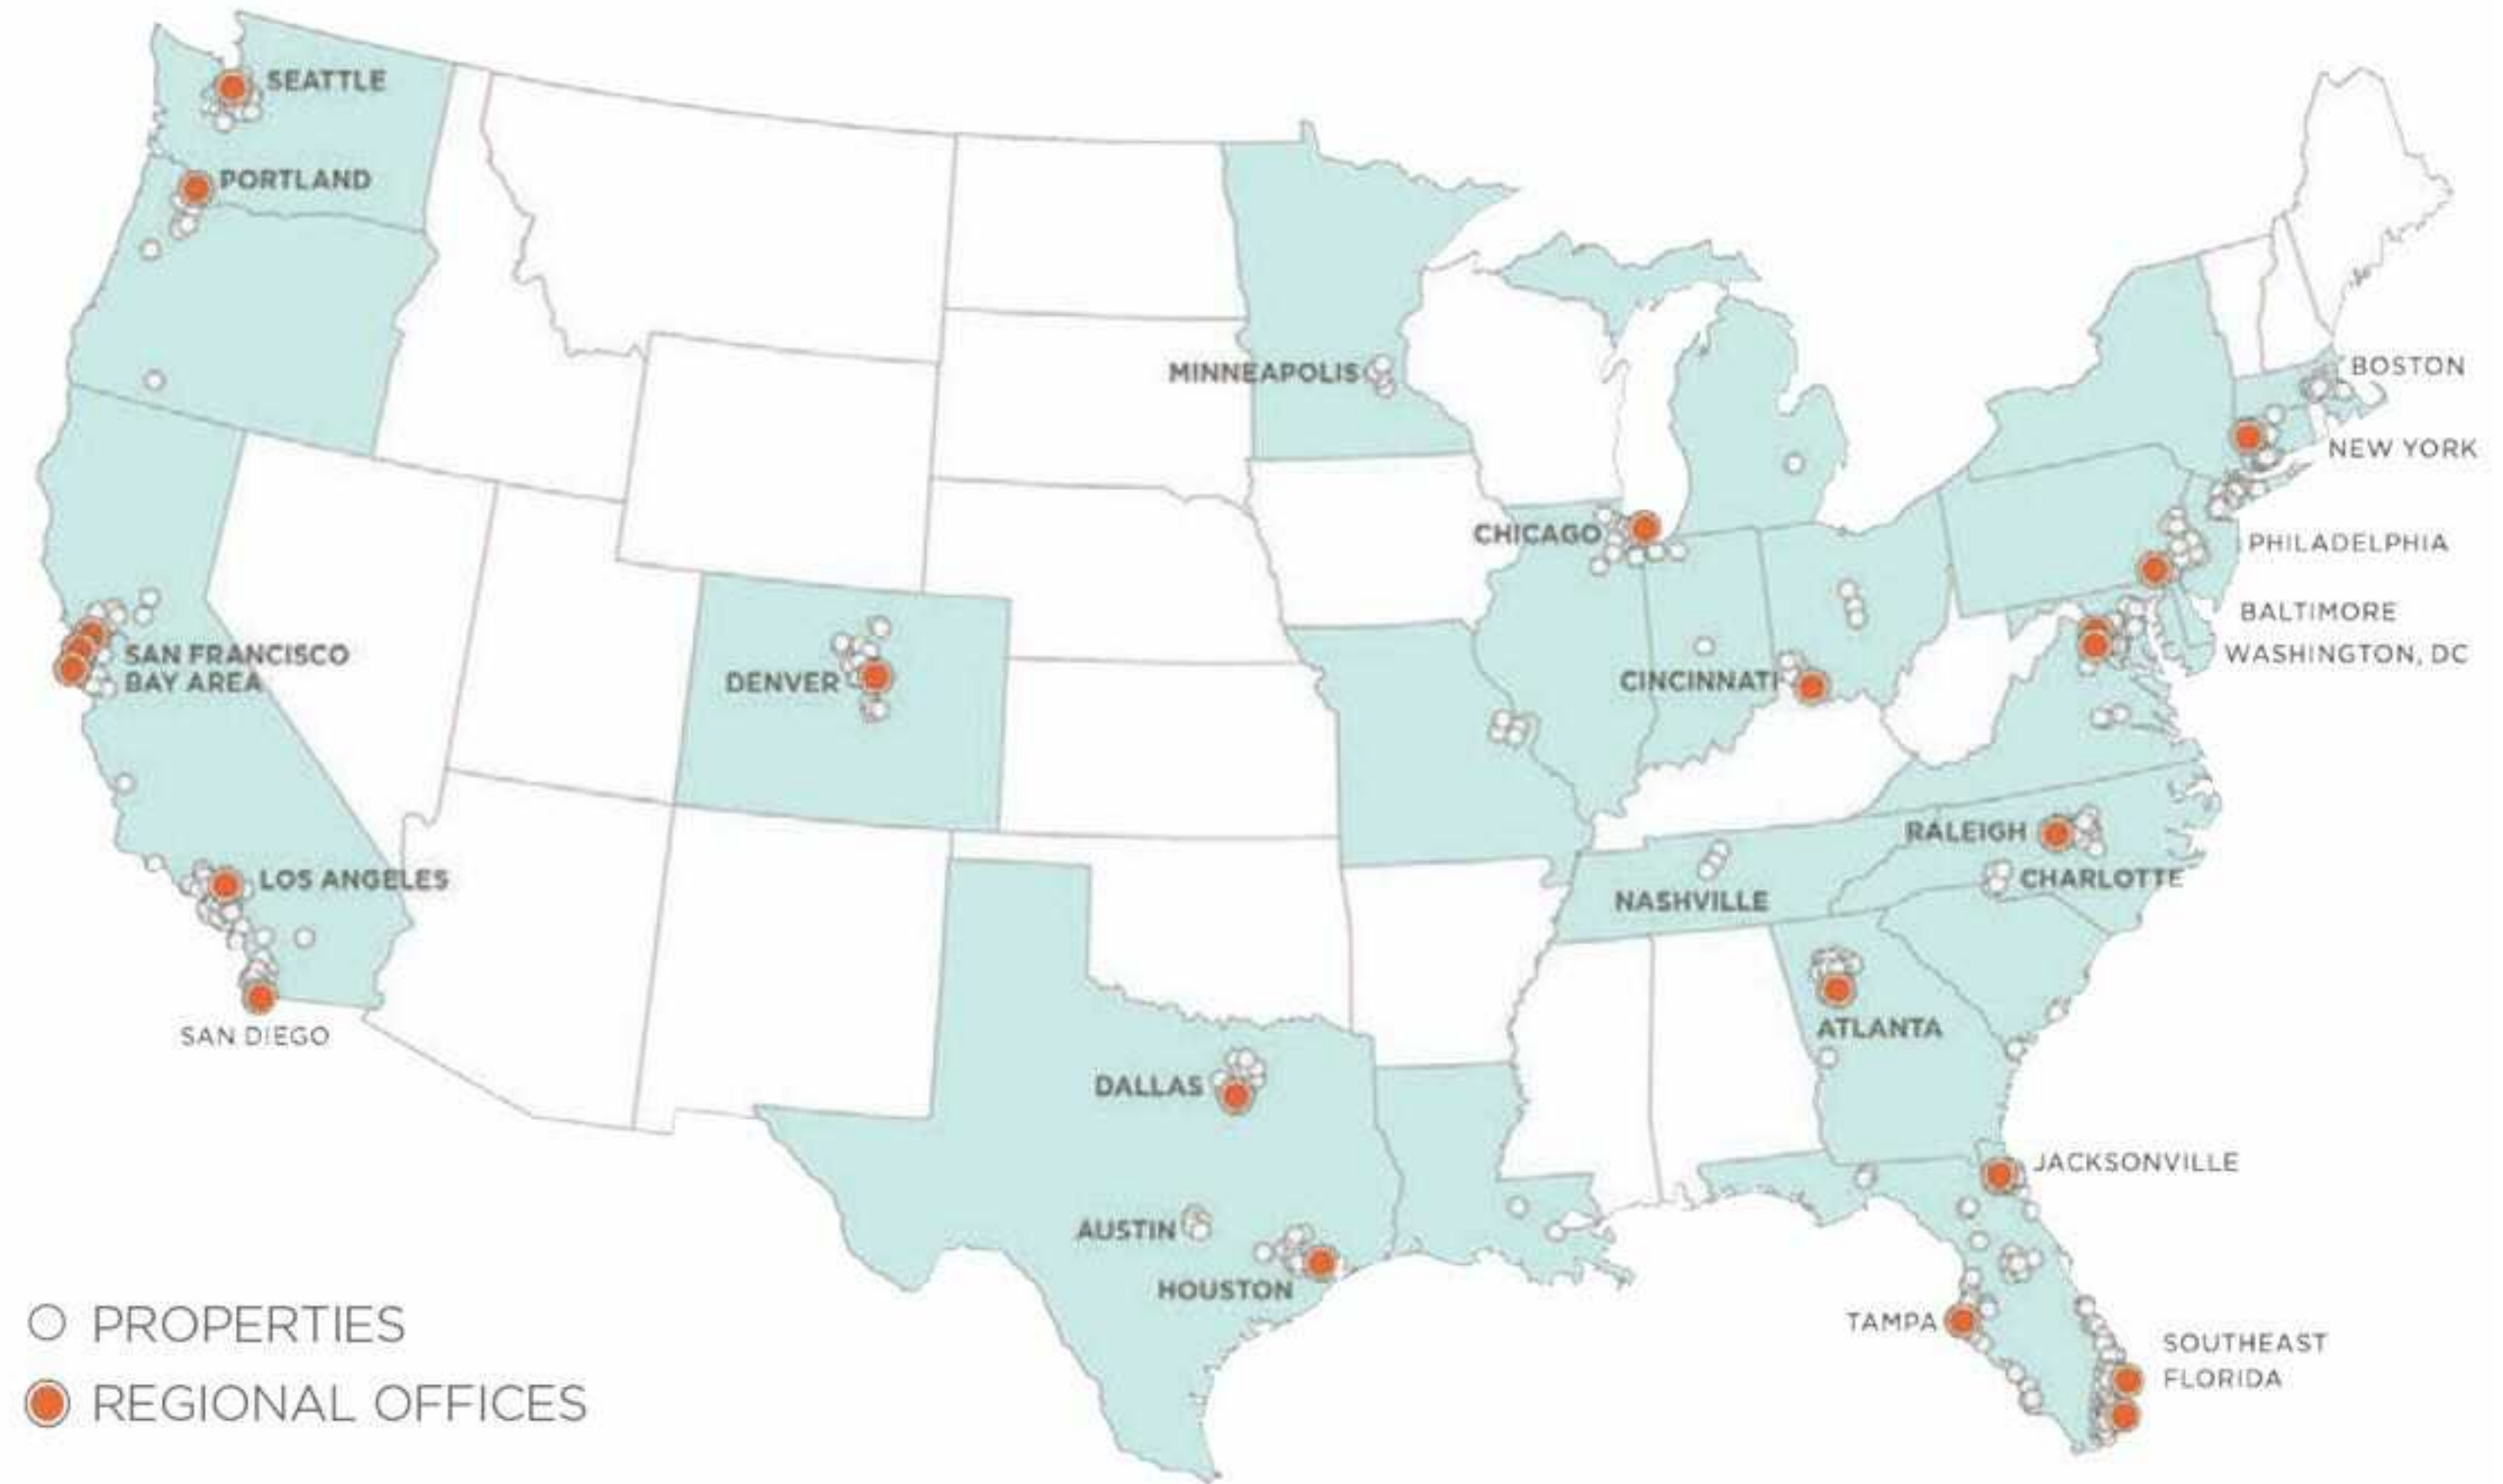 SEATTLE
PORTLAND
MINNEAPOLIS
BOSTON
NEW YORK
CHICAGO
PHILADELPHIA
BALTIMORE
WASHINGTON, DC
SAN FRANCISCO
BAY AREA
DENVER
CINCINNATI
RALEIGH
CHARLOTTE
LOS ANGELES
NASHVILLE
SAN DIEGO
ATLANTA
DALLAS
JACKSONVILLE
AUSTIN
HOUSTON
TAMPA
SOUTHEAST
FLORIDA
PROPERTIES
REGIONAL OFFICES